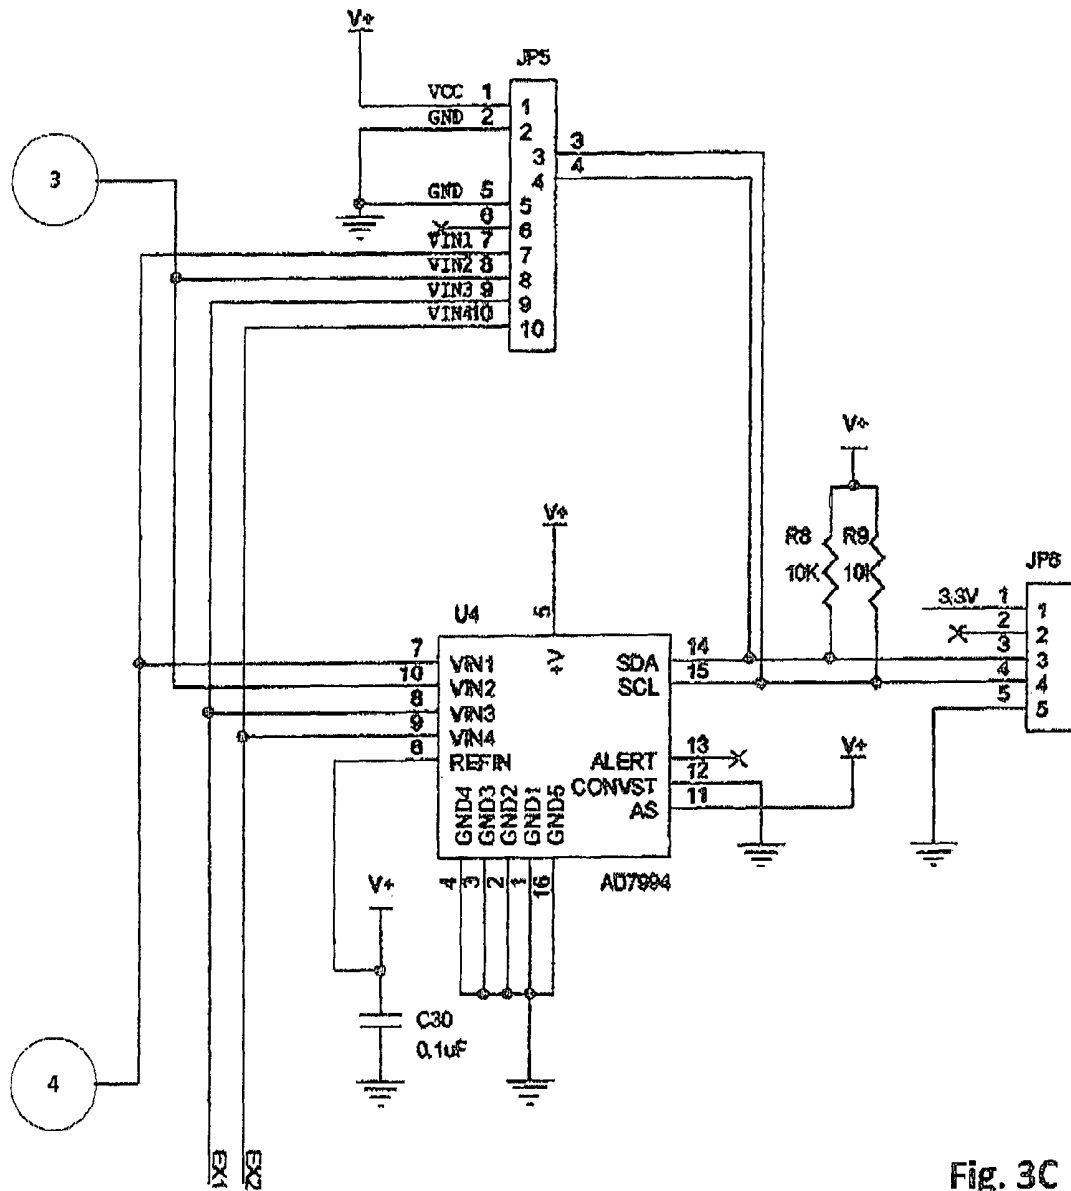 V+
JP5
VCC 1 1
GND 2 2
3 3
4 4
3
GND 5 5
6 6
VIN1 7 7
VIN2 8 8
VIN3 9 9
VIN4 10 10
V+
V+
R8 R9
10K 10K
JP6
U4
5
+V
3.3V 1 1
2 2
3 3
4 4
5 5
7 VIN1
10 VIN2
8 VIN3
9 VIN4
6 REFIN
SDA 14
SCL 15
ALERT 13
CONVST 12
AS 11
V+
GND4 GND3 GND2 GND1 GND5
4 3 2 1 16
AD7994
V+
C30
0.1uF
4
EX1 EX2
Fig. 3C